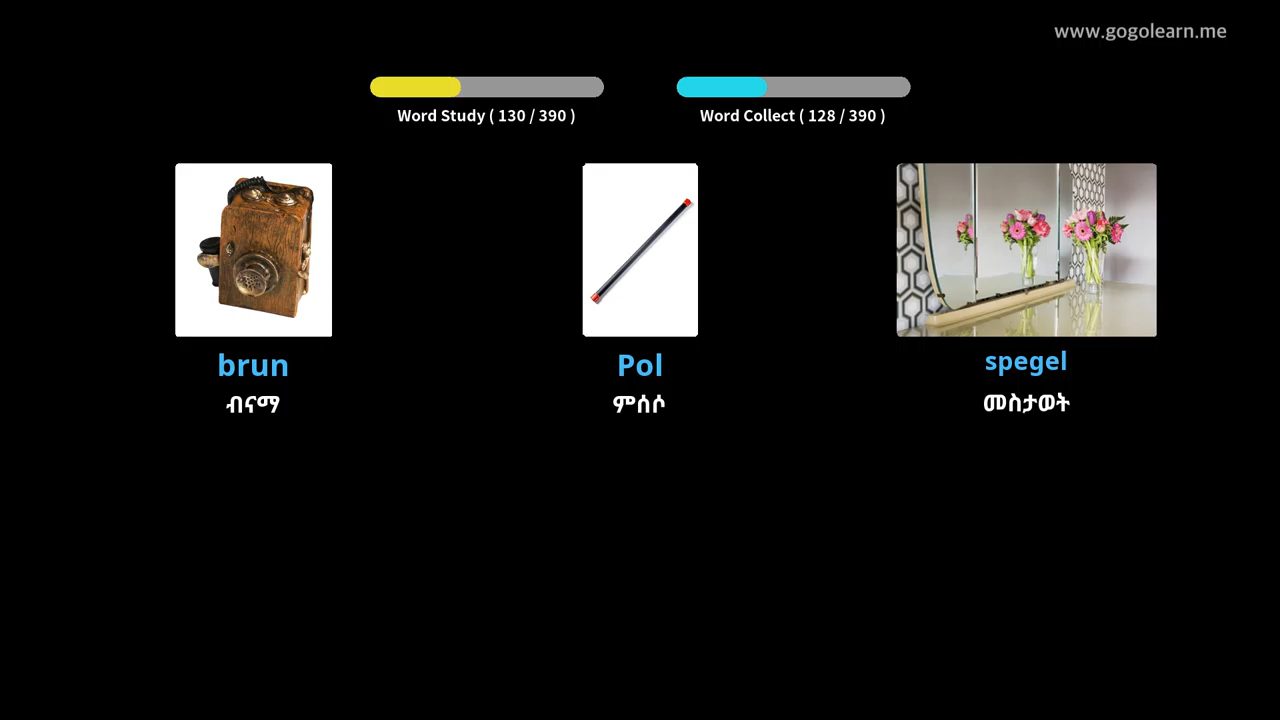 www.gogolearn.me
Word Study ( 130 / 390 )
Word Collect ( 128 / 390 )
brun
Pol
spegel
ብናማ
ምሰሶ
መስታወት